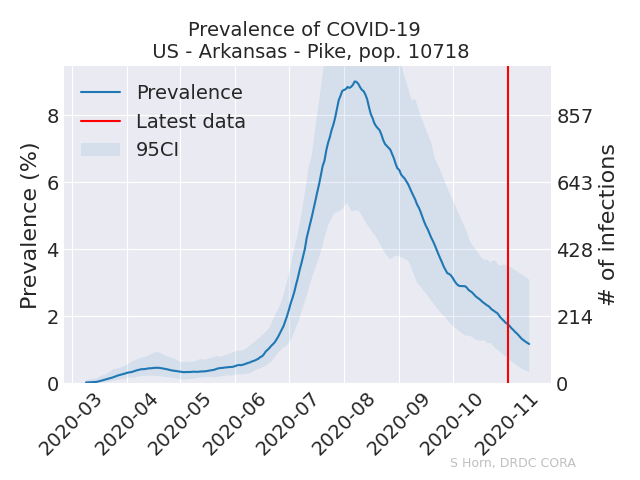 Prevalence of COVID-19
US - Arkansas - Pike, pop. 10718
Prevalence
Latest data
95CI
Prevalence (%)
8
6
4
2
0
# of infections
857
643
428
214
0
2020-03
2020-04
2020-05
2020-06
2020-07
2020-08
2020-09
2020-10
2020-11
S Horn, DRDC CORA